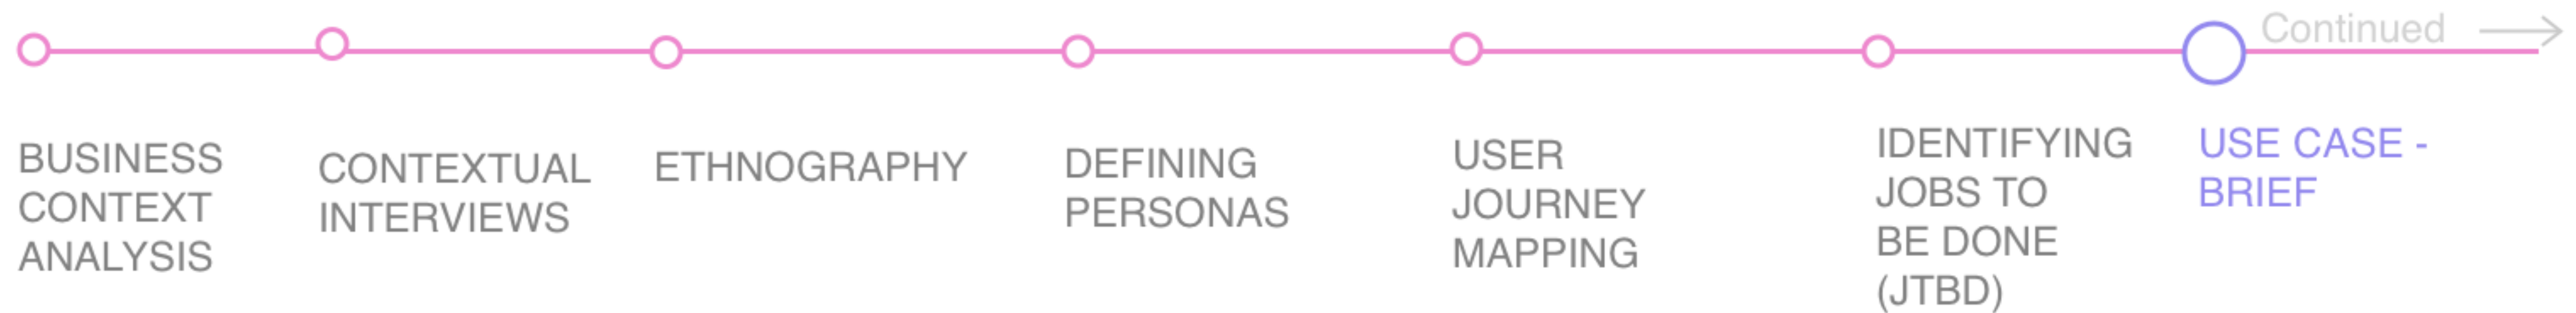 Continued
BUSINESS
CONTEXT
ANALYSIS
CONTEXTUAL
INTERVIEWS
ETHNOGRAPHY
DEFINING
PERSONAS
USER
JOURNEY
MAPPING
IDENTIFYING
JOBS TO
BE DONE
(JTBD)
USE CASE -
BRIEF